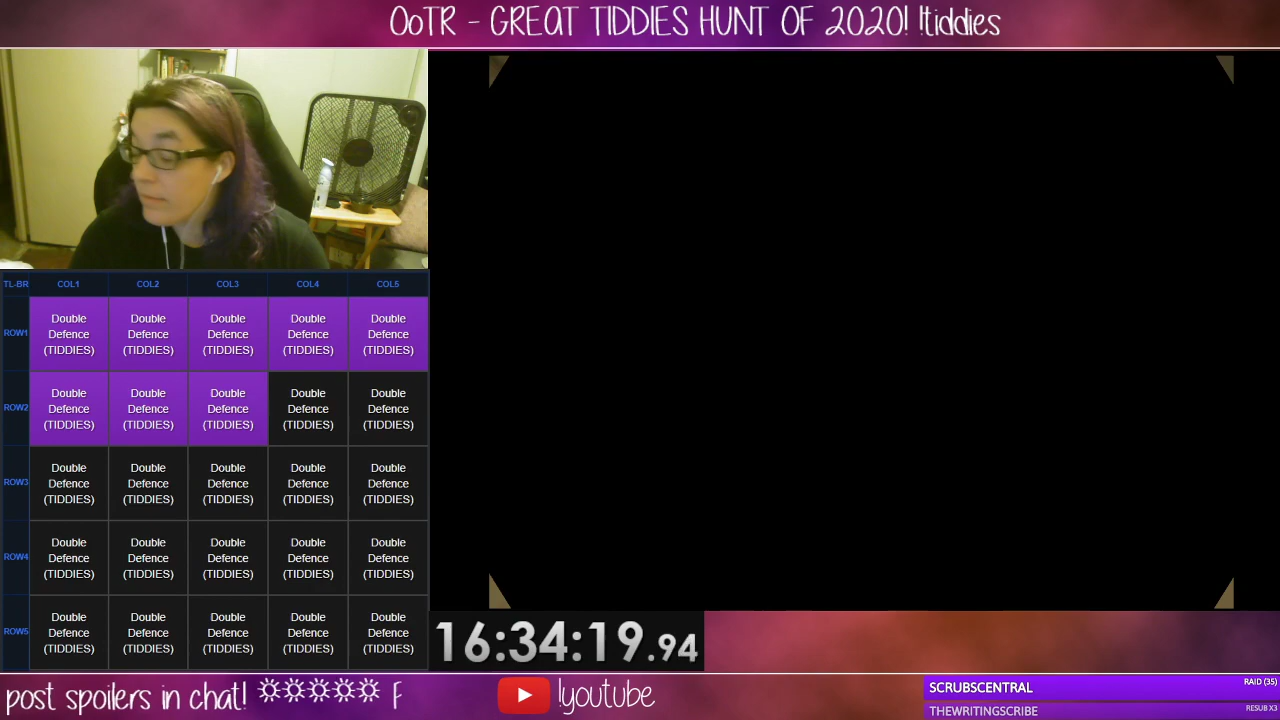 OoTR - GREAT TIDDIES HUNT OF 2020! !tiddies
TL-BR COL1 COL2 COL3 COL4 COL5
ROW1
Double Double Double Double Double
Defence Defence Defence Defence Defence
(TIDDIES) (TIDDIES) (TIDDIES) (TIDDIES) (TIDDIES)
ROW2
Double Double Double Double Double
Defence Defence Defence Defence Defence
(TIDDIES) (TIDDIES) (TIDDIES) (TIDDIES) (TIDDIES)
ROW3
Double Double Double Double Double
Defence Defence Defence Defence Defence
(TIDDIES) (TIDDIES) (TIDDIES) (TIDDIES) (TIDDIES)
ROW4
Double Double Double Double Double
Defence Defence Defence Defence Defence
(TIDDIES) (TIDDIES) (TIDDIES) (TIDDIES) (TIDDIES)
ROW5
Double Double Double Double Double
Defence Defence Defence Defence Defence
(TIDDIES) (TIDDIES) (TIDDIES) (TIDDIES) (TIDDIES)
16:34:19.94
post spoilers in chat! ☼☼☼☼☼ F
!youtube
SCRUBSCENTRAL RAID (35)
THEWRITINGSCRIBE RESUB X3